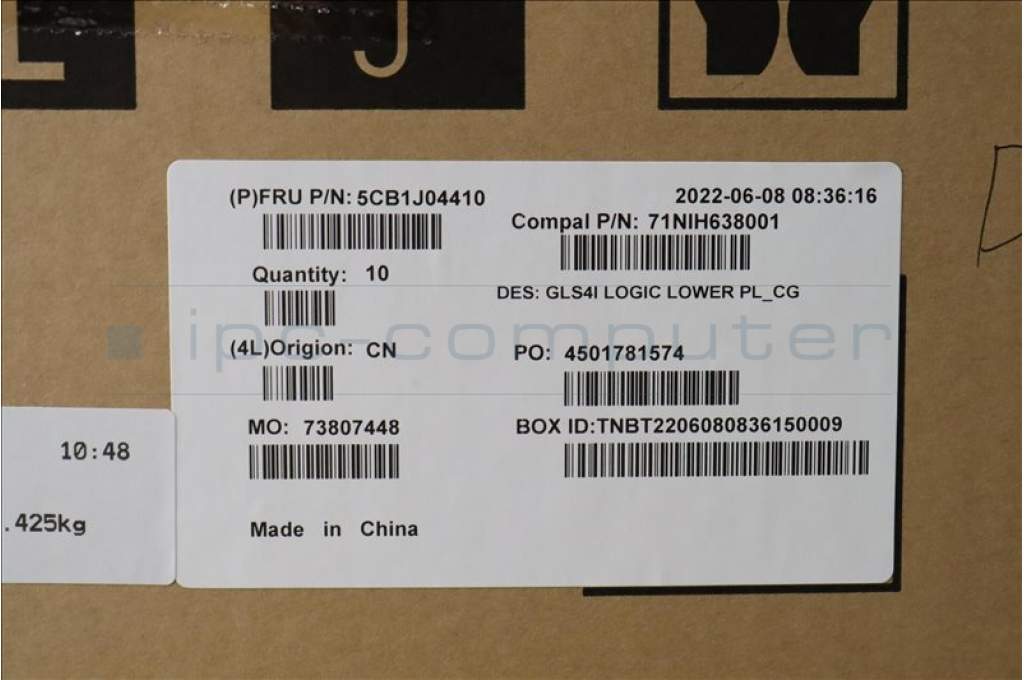 (P)FRU P/N: 5CB1J04410
2022-06-08 08:36:16
Compal P/N: 71NIH638001
Quantity: 10
DES: GLS4I LOGIC LOWER PL_CG
ipc-computer
(4L)Origion: CN
PO: 4501781574
MO: 73807448
BOX ID:TNBT2206080836150009
Made in China
10:48
.425kg